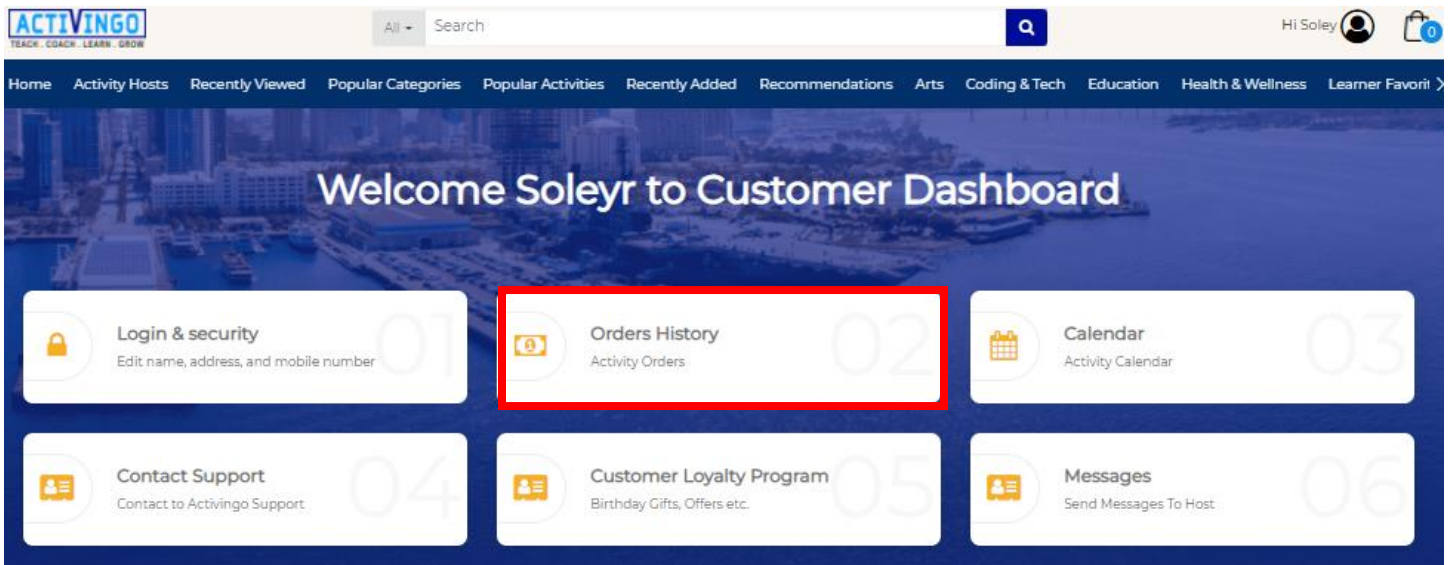 ACTIVINGO
TEACH . COACH . LEARN . GROW
All Search
Hi Soley
0
Home Activity Hosts Recently Viewed Popular Categories Popular Activities Recently Added Recommendations Arts Coding & Tech Education Health & Wellness Learner Favorit
Welcome Soleyr to Customer Dashboard
Login & security
Edit name, address, and mobile number
01
Orders History
Activity Orders
02
Calendar
Activity Calendar
03
Contact Support
Contact to Activingo Support
04
Customer Loyalty Program
Birthday Gifts, Offers etc.
05
Messages
Send Messages To Host
06